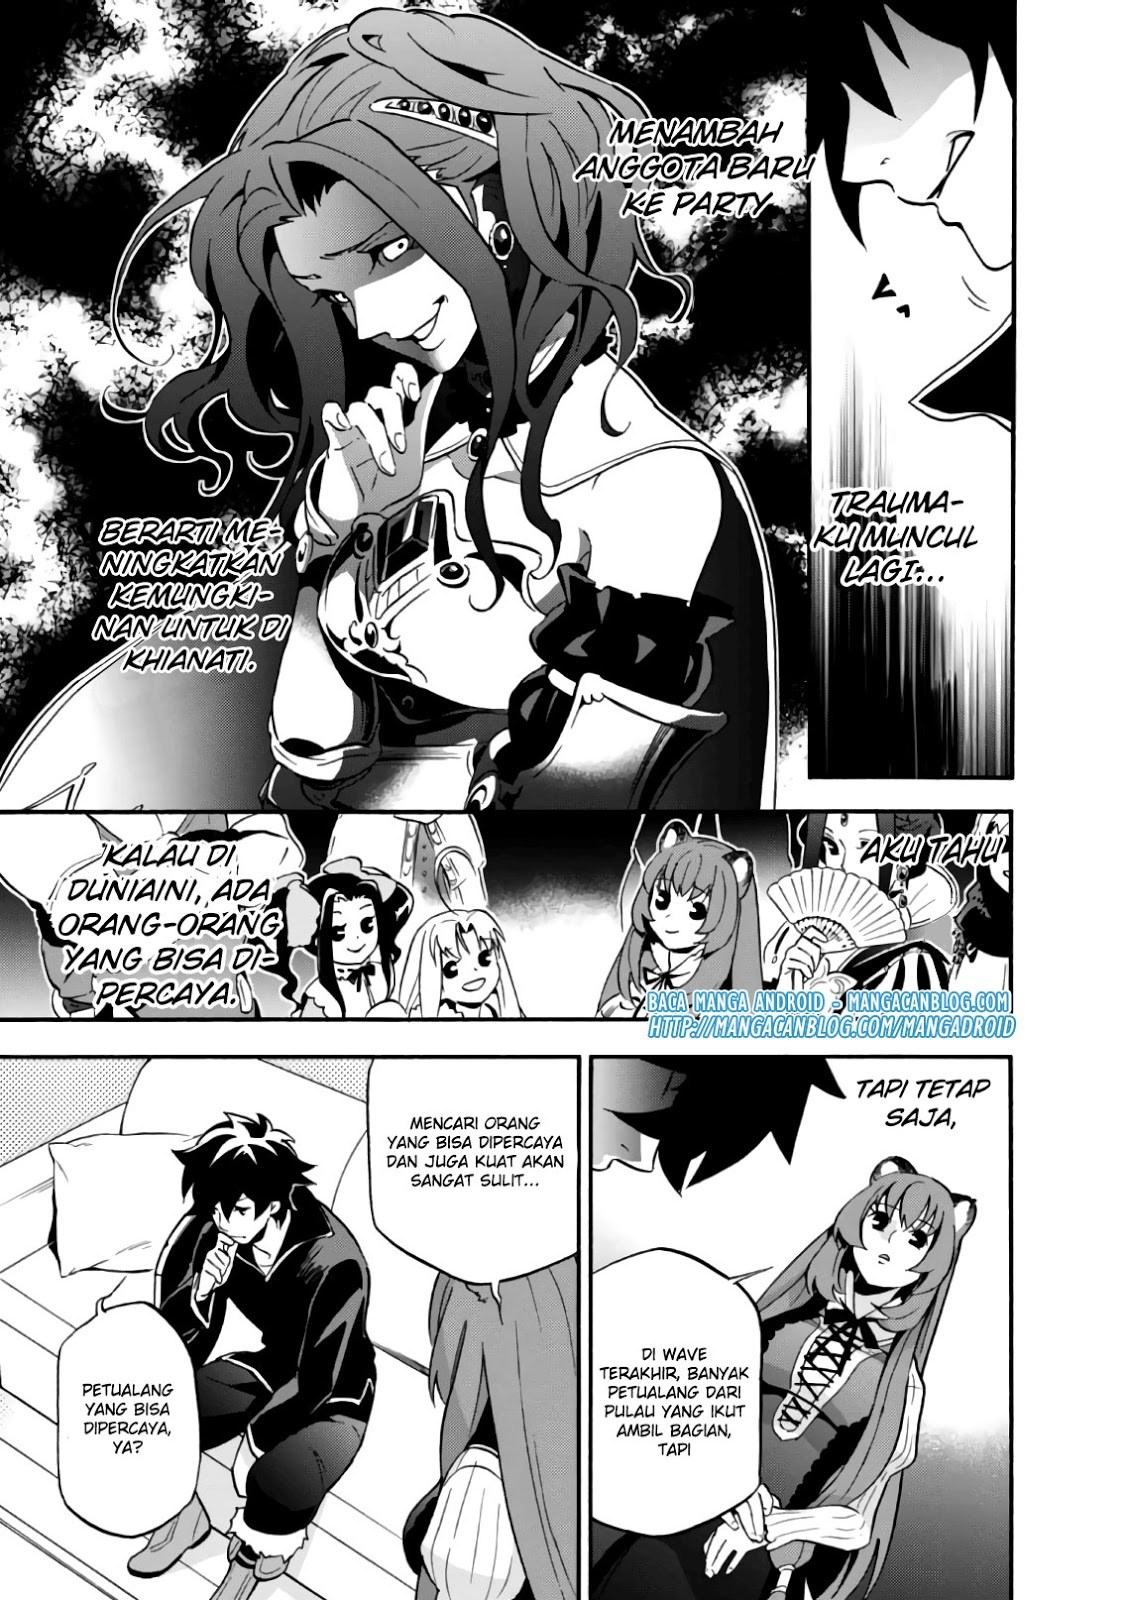 MENAMBAH
ANGGOTA BARU
KE PARTY
TRAUMA-
KU MUNCUL
LAGI...
BERARTI ME-
NINGKATKAN
KEMUNGKI-
NAN UNTUK DI
KHIANATI.
AKU TAHU
KALAU DI
DUNIAINI, ADA
ORANG-ORANG
YANG BISA DI-
PERCAYA.
BACA MANGA ANDROID - MANGACANBLOG.COM
HTTP://MANGACANBLOG.COM/MANGADROID
TAPI TETAP
SAJA,
DI WAVE
TERAKHIR, BANYAK
PETUALANG DARI
PULAU YANG IKUT
AMBIL BAGIAN,
TAPI
MENCARI ORANG
YANG BISA DIPERCAYA
DAN JUGA KUAT AKAN
SANGAT SULIT...
PETUALANG
YANG BISA
DIPERCAYA,
YA?